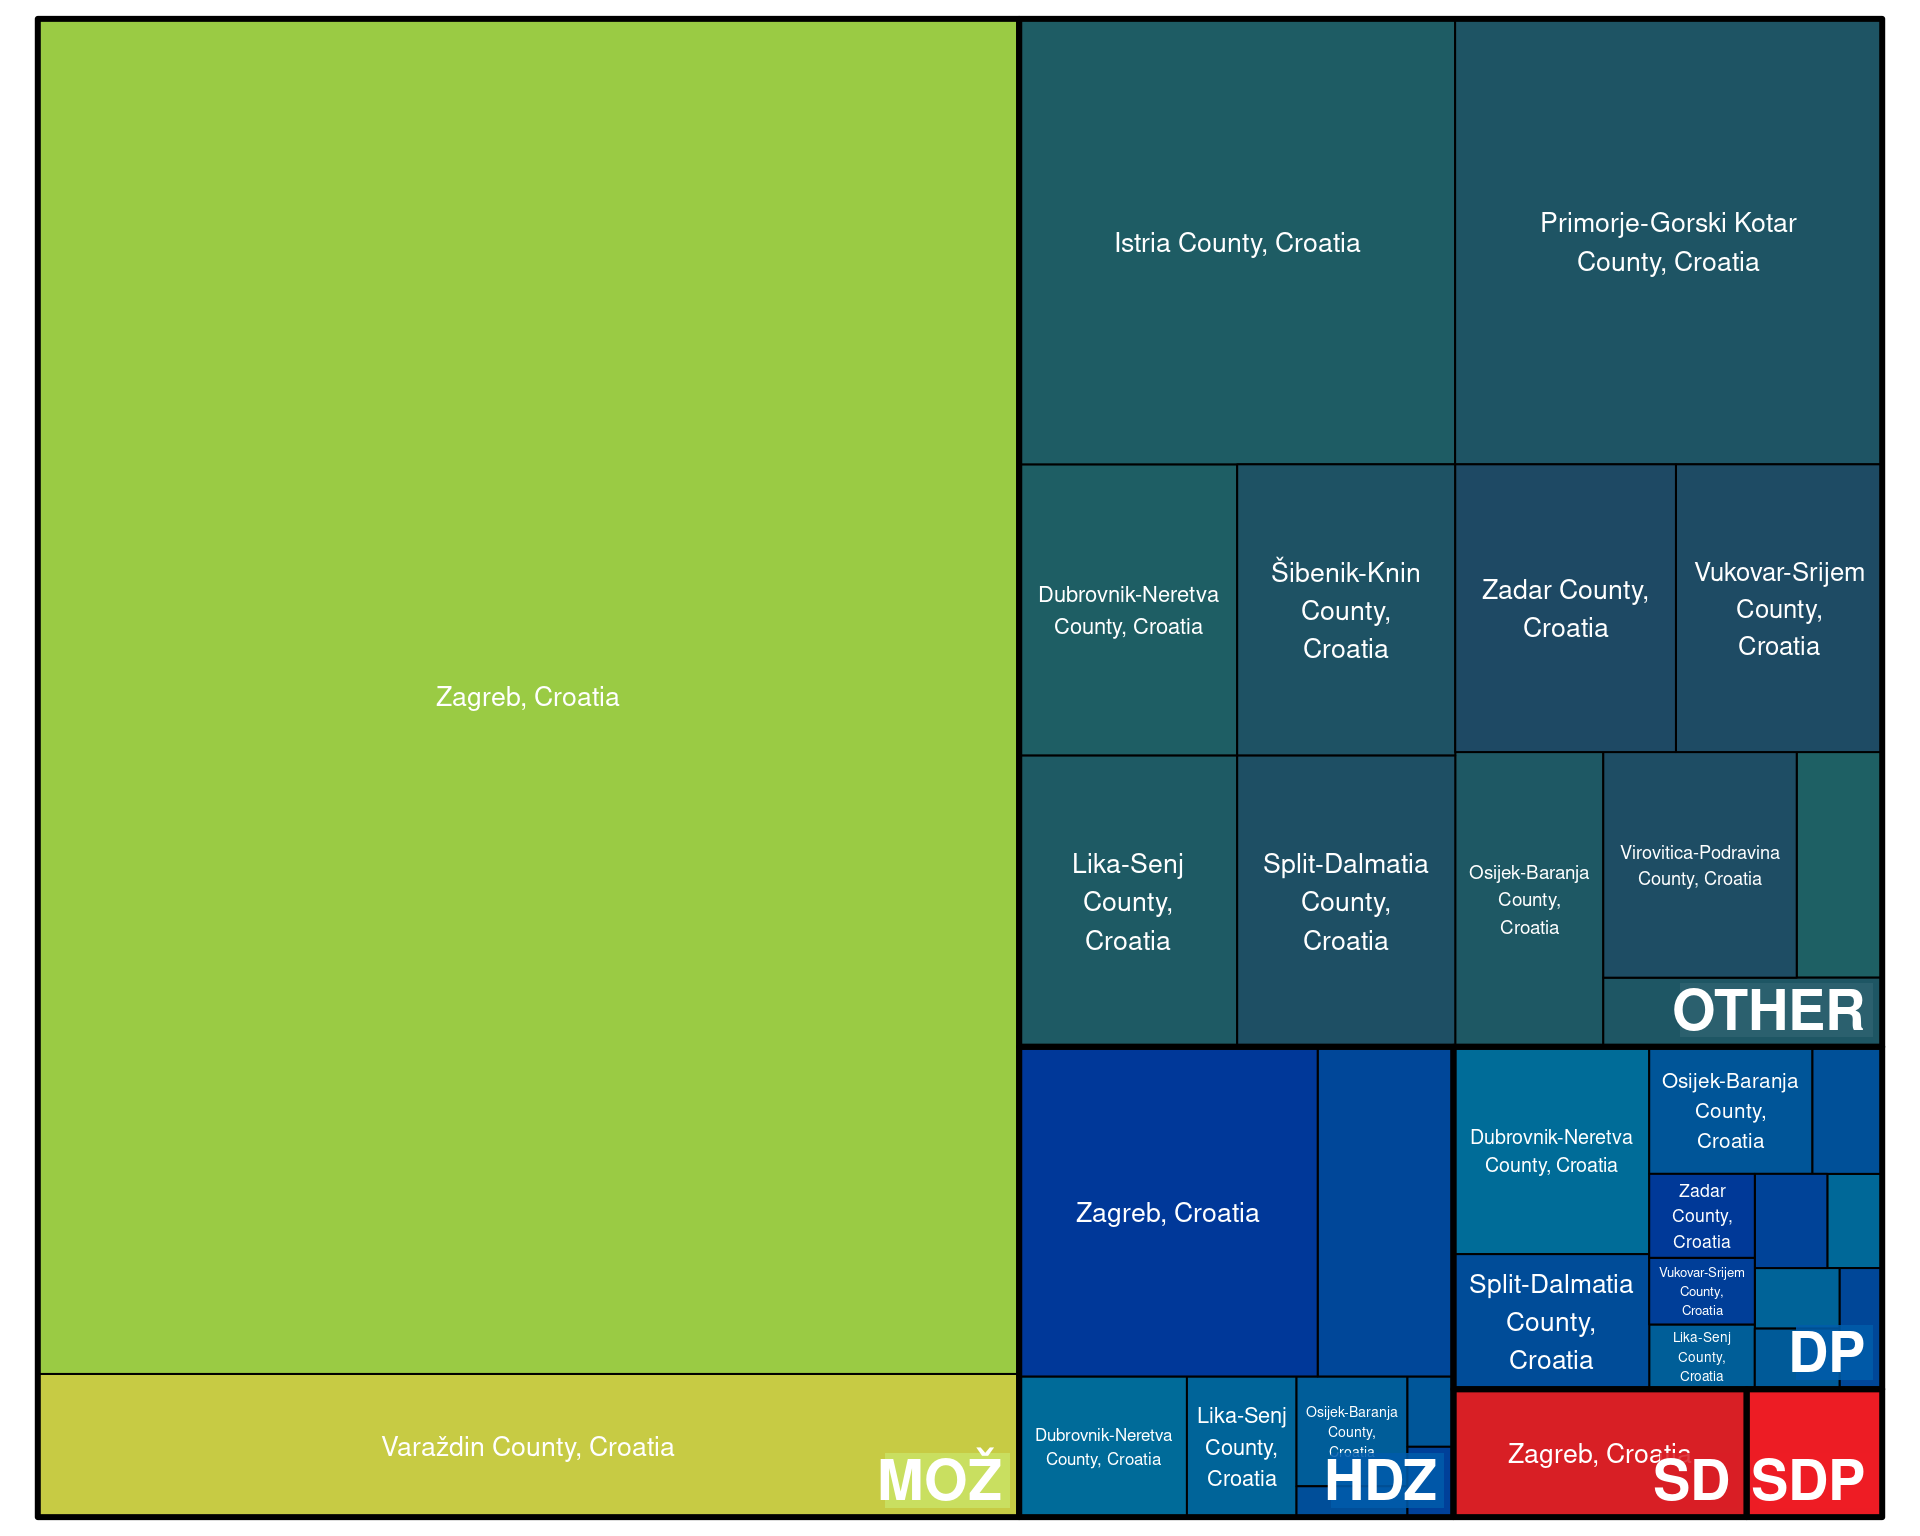 Zagreb, Croatia
Varaždin County, Croatia
MOŽ
Istria County, Croatia
Primorje-Gorski Kotar
County, Croatia
Dubrovnik-Neretva
County, Croatia
Šibenik-Knin
County,
Croatia
Zadar County,
Croatia
Vukovar-Srijem
County,
Croatia
Lika-Senj
County,
Croatia
Split-Dalmatia
County,
Croatia
Osijek-Baranja
County,
Croatia
Virovitica-Podravina
County, Croatia
OTHER
Zagreb, Croatia
Dubrovnik-Neretva
County, Croatia
Lika-Senj
County,
Croatia
Osijek-Baranja
County,
Croatia
HDZ
Dubrovnik-Neretva
County, Croatia
Osijek-Baranja
County,
Croatia
Split-Dalmatia
County,
Croatia
Zadar
County,
Croatia
Vukovar-Srijem
County,
Croatia
Lika-Senj
County,
Croatia
DP
Zagreb, Croatia
SD
SDP